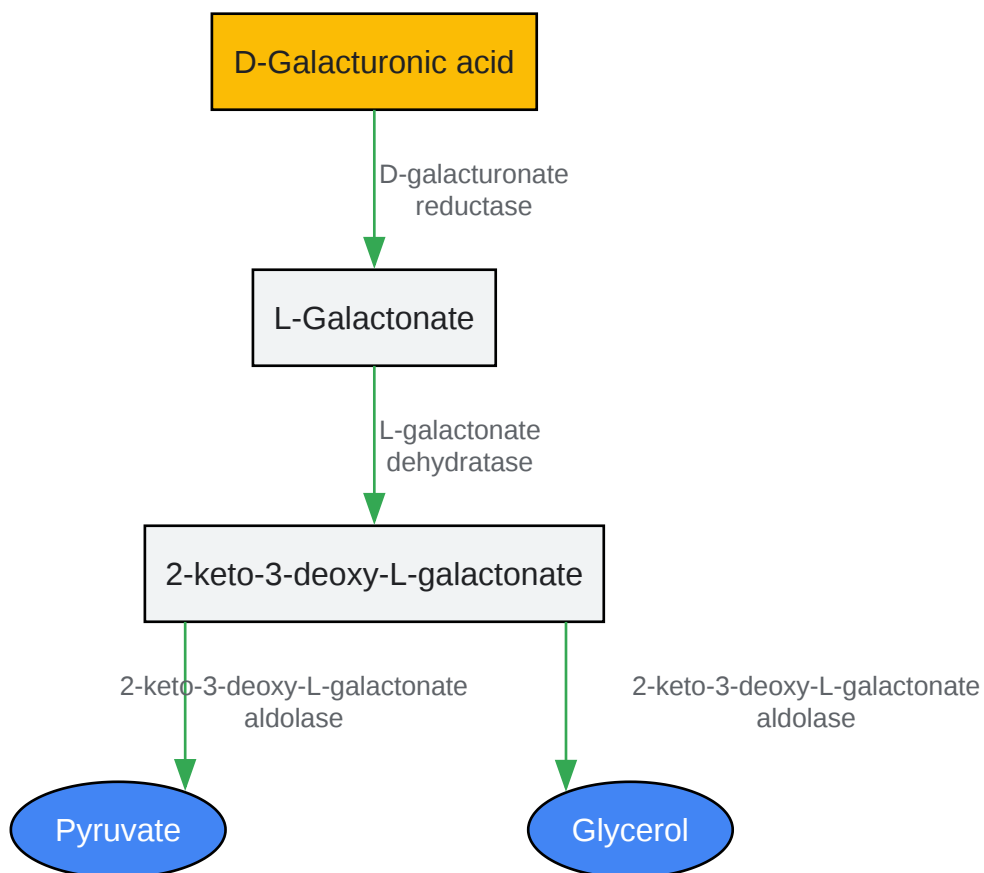 D-Galacturonic acid
D-galacturonate
reductase
L-Galactonate
L-galactonate
dehydratase
2-keto-3-deoxy-L-galactonate
2-keto-3-deoxy-L-galactonate
aldolase
2-keto-3-deoxy-L-galactonate
aldolase
Pyruvate
Glycerol